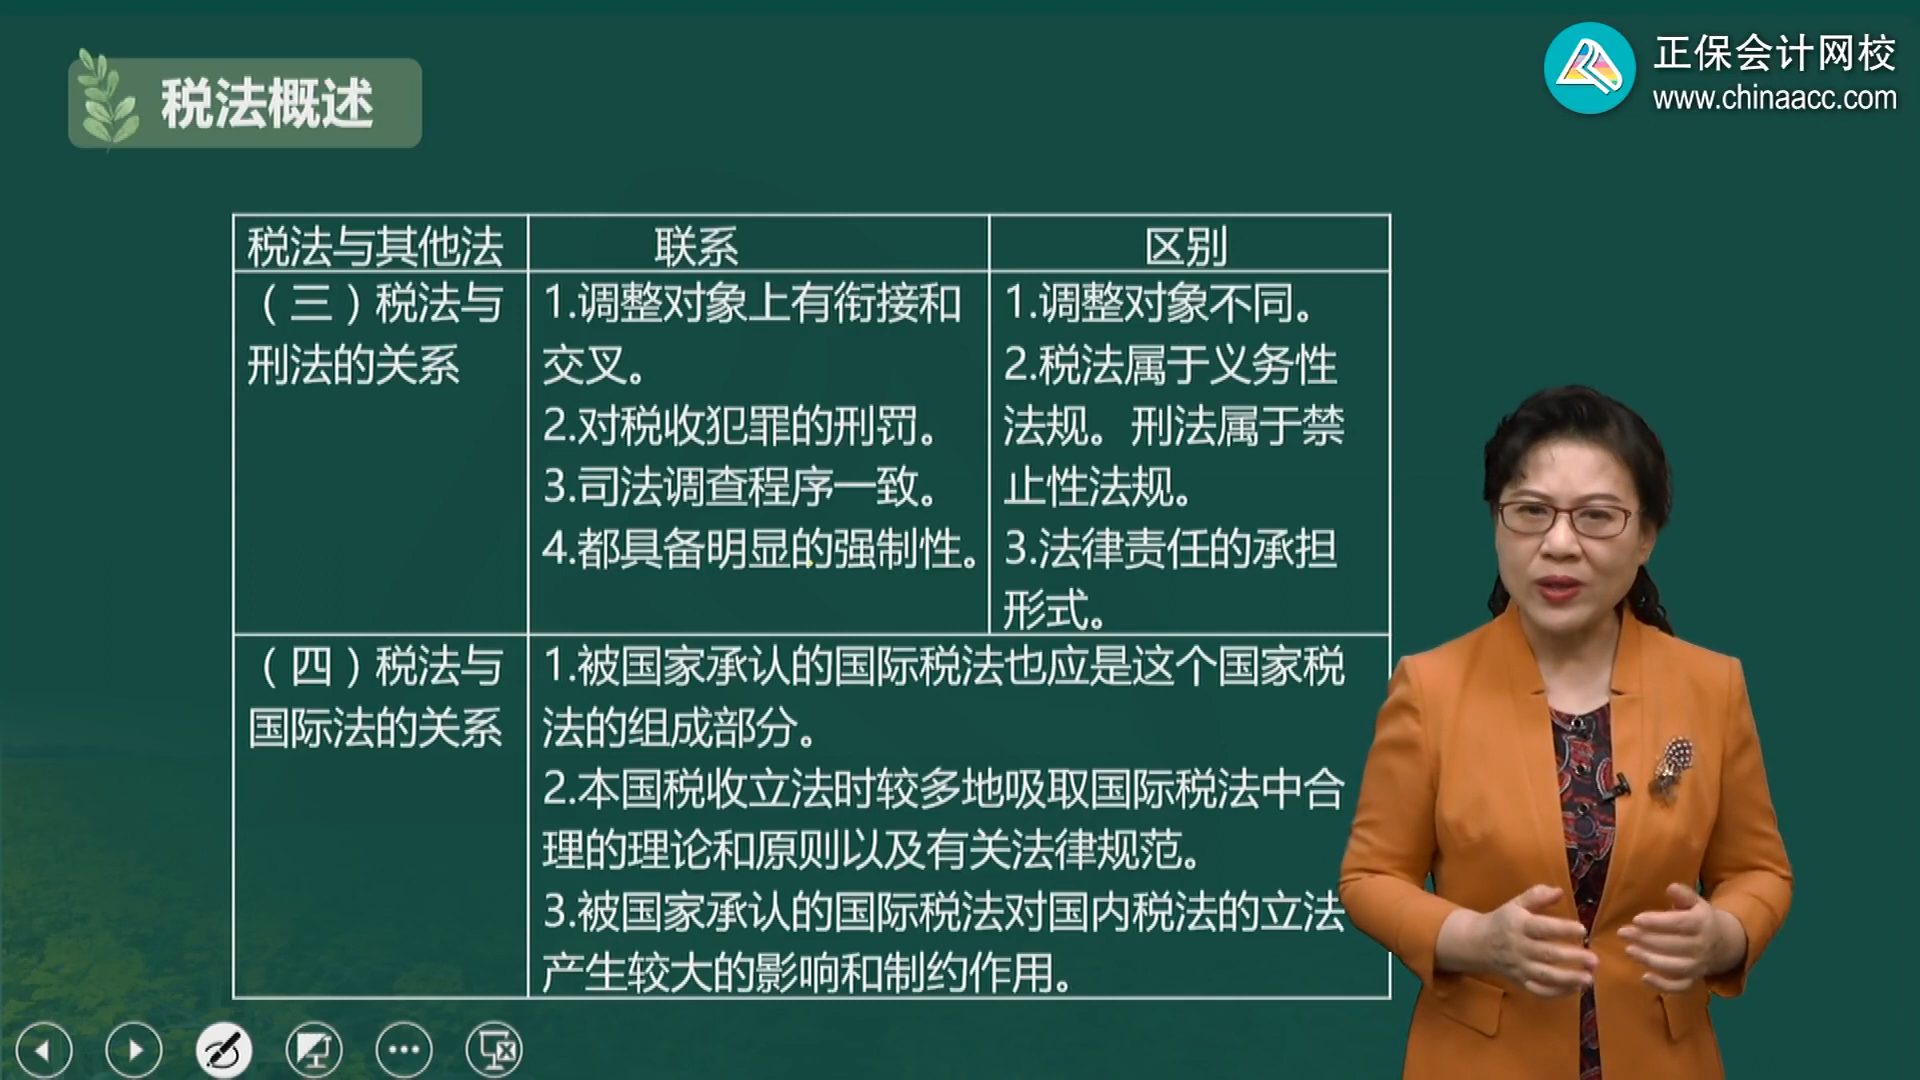 税法概述
正保会计网校
www.chinaacc.com
税法与其他法
联系
区别
（三）税法与
刑法的关系
1.调整对象上有衔接和
交叉。
2.对税收犯罪的刑罚。
3.司法调查程序一致。
4.都具备明显的强制性。
1.调整对象不同。
2.税法属于义务性
法规。刑法属于禁
止性法规。
3.法律责任的承担
形式。
（四）税法与
国际法的关系
1.被国家承认的国际税法也应是这个国家税
法的组成部分。
2.本国税收立法时较多地吸取国际税法中合
理的理论和原则以及有关法律规范。
3.被国家承认的国际税法对国内税法的立法
产生较大的影响和制约作用。